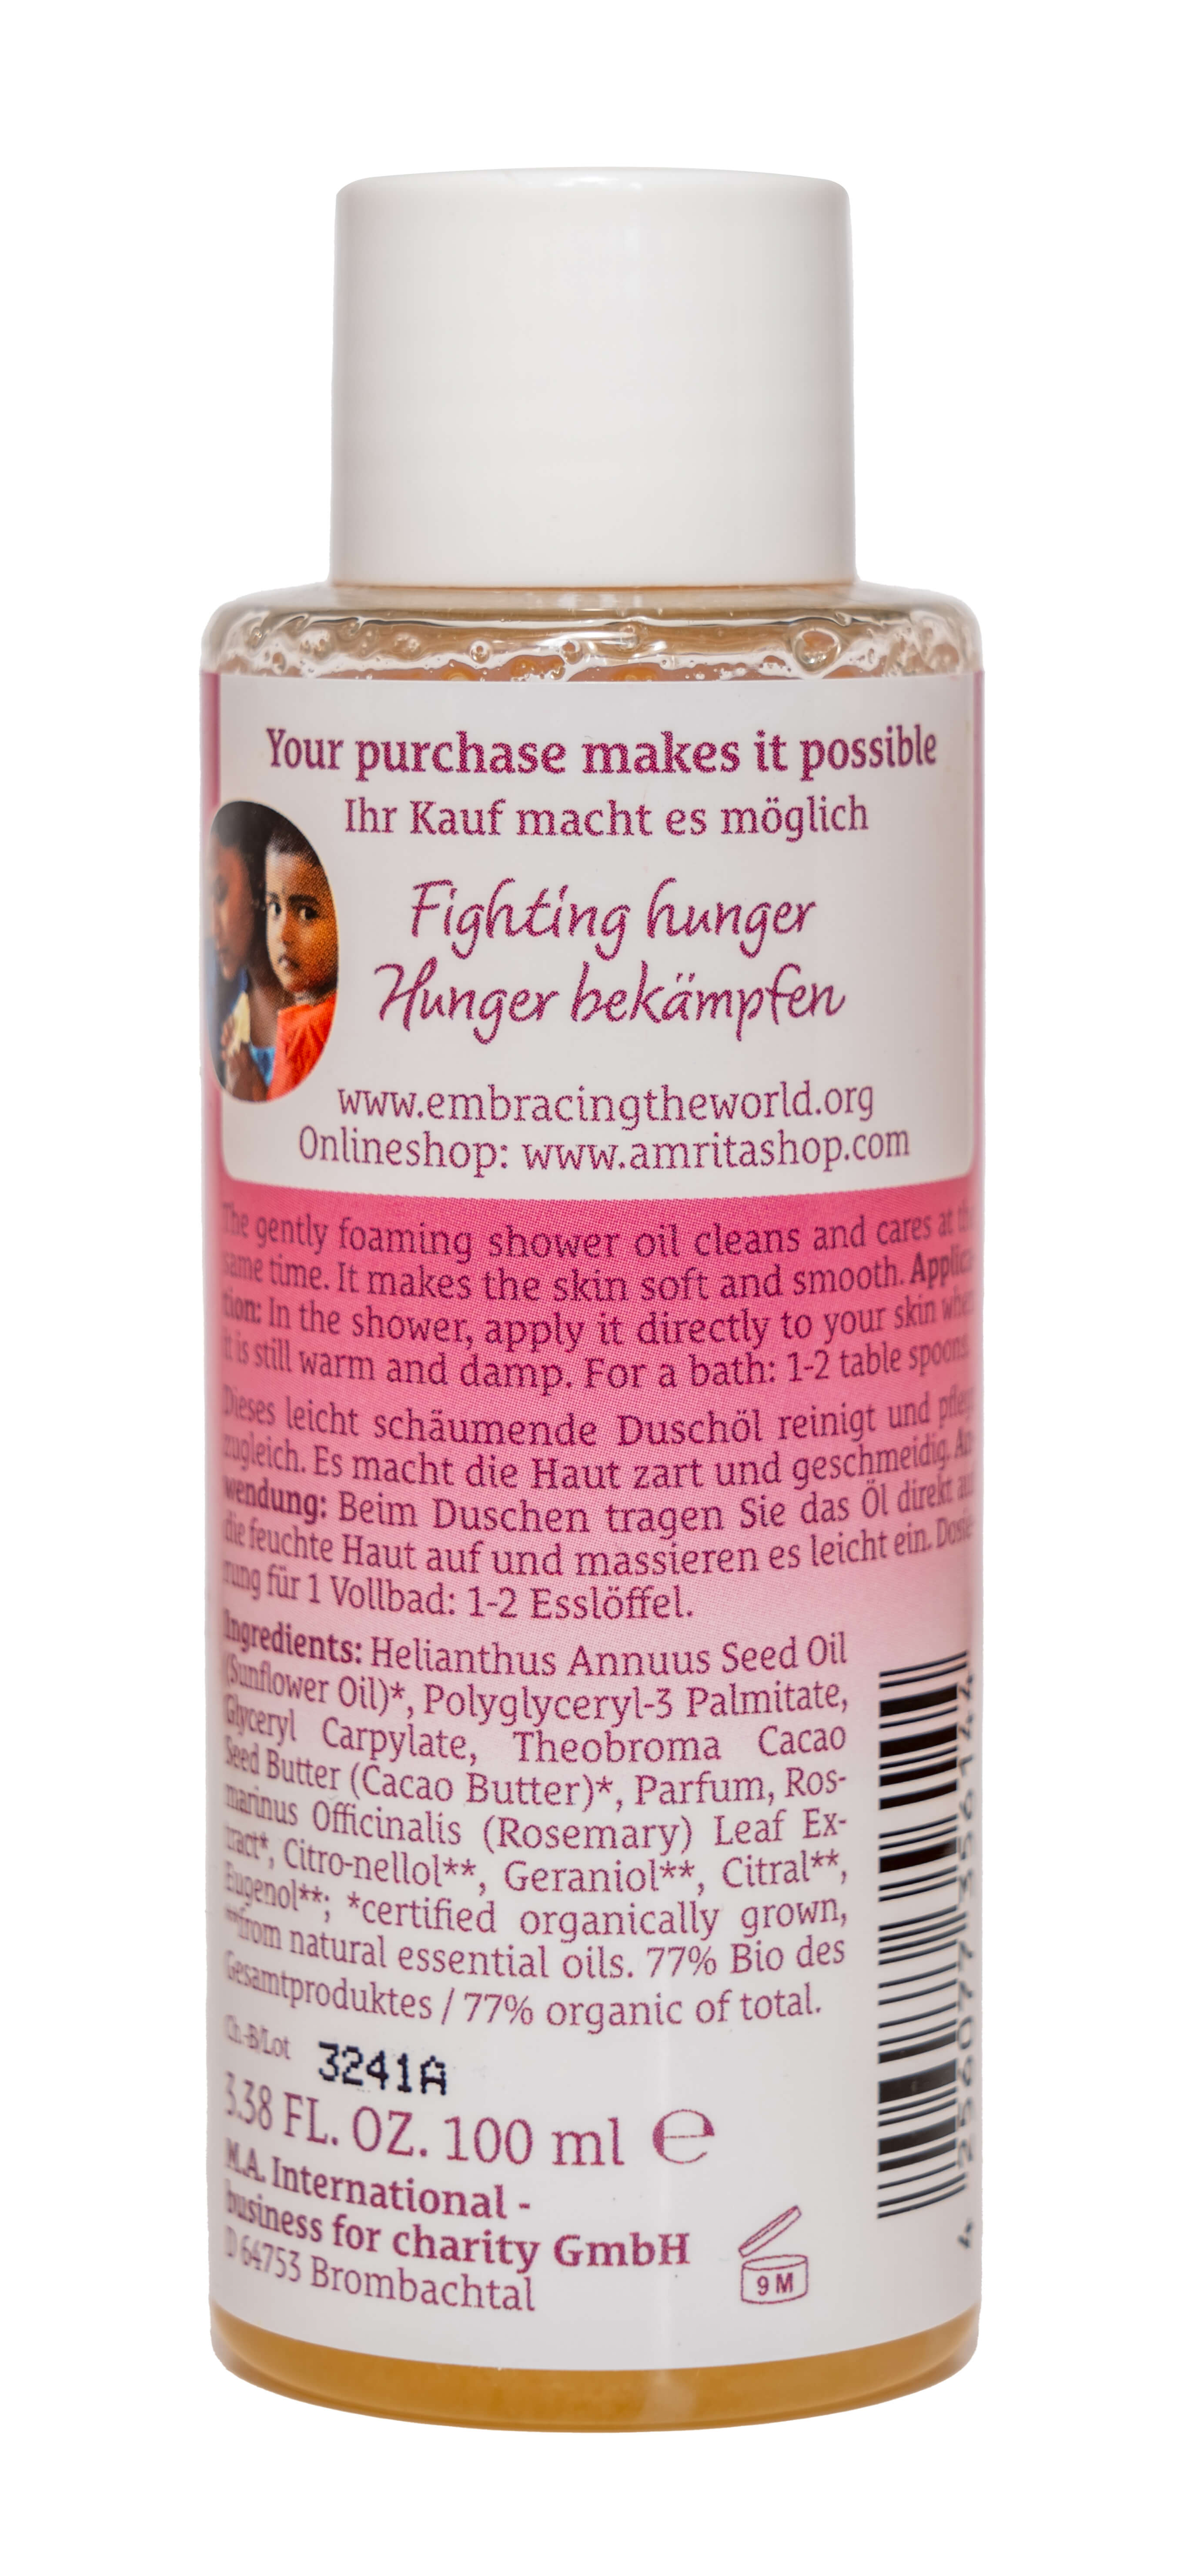 Your purchase makes it possible
Ihr Kauf macht es möglich
Fighting hunger
Hunger bekämpfen
www.embracingtheworld.org
Onlineshop: www.amritashop.com
The gently foaming shower oil cleans and cares at the
same time. It makes the skin soft and smooth. Applica-
tion: In the shower, apply it directly to your skin when
it is still warm and damp. For a bath: 1-2 table spoons.
Dieses leicht schäumende Duschöl reinigt und pflegt
zugleich. Es macht die Haut zart und geschmeidig. An-
wendung: Beim Duschen tragen Sie das Öl direkt auf
die feuchte Haut auf und massieren es leicht ein. Dosie-
rung für 1 Vollbad: 1-2 Esslöffel.
Ingredients: Helianthus Annuus Seed Oil
(Sunflower Oil)*, Polyglyceryl-3 Palmitate,
Glyceryl Carpylate, Theobroma Cacao
Seed Butter (Cacao Butter)*, Parfum, Ros-
marinus Officinalis (Rosemary) Leaf Ex-
tract*, Citro-nellol**, Geraniol**, Citral**,
Eugenol**; *certified organically grown,
**from natural essential oils. 77% Bio des
Gesamtproduktes / 77% organic of total.
Ch.-B/Lot 3241A
3.38 FL. OZ. 100 ml ℮
M.A. International -
business for charity GmbH
D 64753 Brombachtal
9 M
4 256077 356144